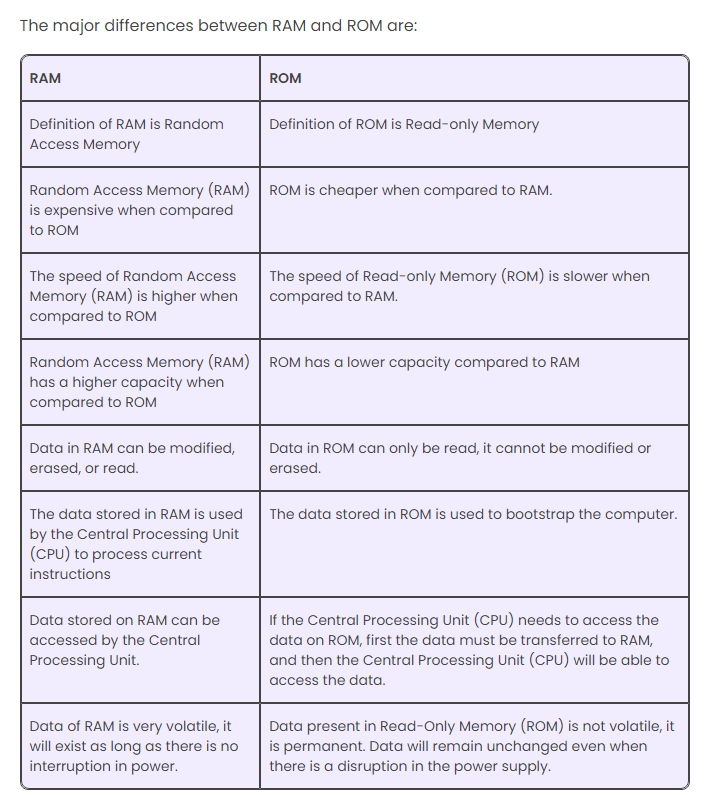 The major differences between RAM and ROM are:
RAM
ROM
Definition of RAM is Random
Access Memory
Definition of ROM is Read-only Memory
Random Access Memory (RAM)
is expensive when compared
to ROM
ROM is cheaper when compared to RAM.
The speed of Random Access
Memory (RAM) is higher when
compared to ROM
The speed of Read-only Memory (ROM) is slower when
compared to RAM.
Random Access Memory (RAM)
has a higher capacity when
compared to ROM
ROM has a lower capacity compared to RAM
Data in RAM can be modified,
erased, or read.
Data in ROM can only be read, it cannot be modified or
erased.
The data stored in RAM is used
by the Central Processing Unit
(CPU) to process current
instructions
The data stored in ROM is used to bootstrap the computer.
Data stored on RAM can be
accessed by the Central
Processing Unit.
If the Central Processing Unit (CPU) needs to access the
data on ROM, first the data must be transferred to RAM,
and then the Central Processing Unit (CPU) will be able to
access the data.
Data of RAM is very volatile, it
will exist as long as there is no
interruption in power.
Data present in Read-Only Memory (ROM) is not volatile, it
is permanent. Data will remain unchanged even when
there is a disruption in the power supply.